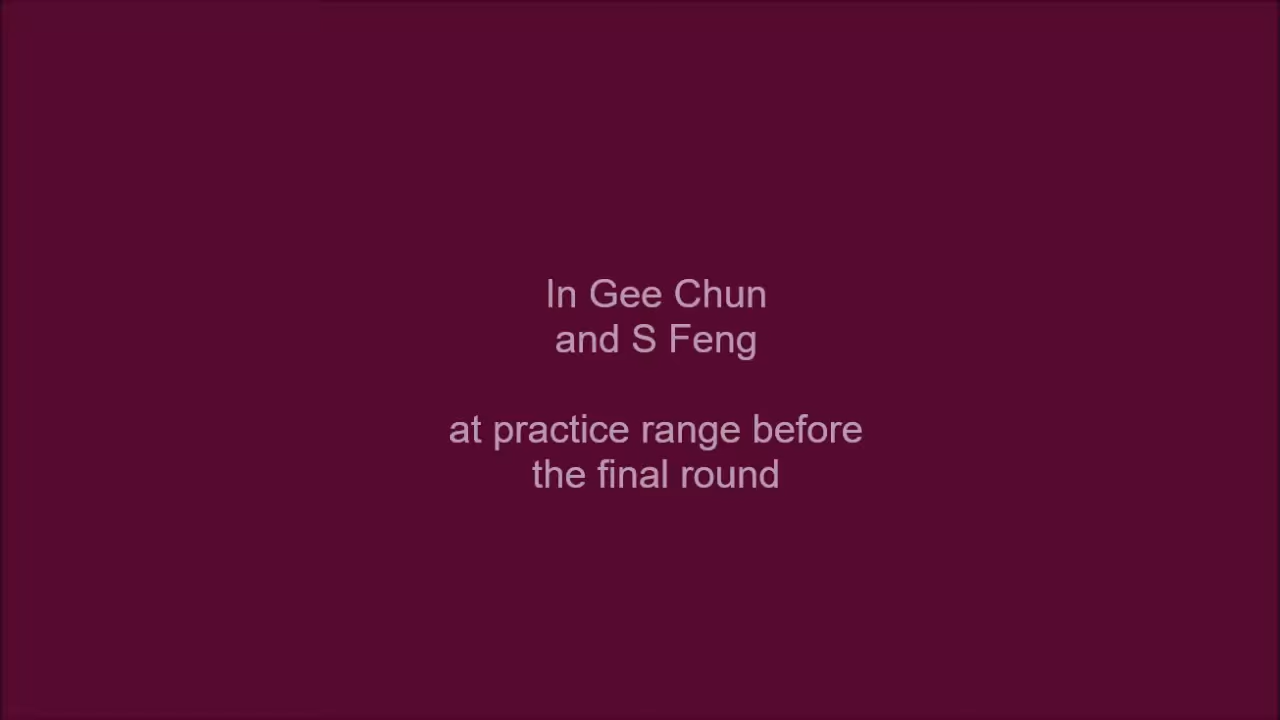 In Gee Chun
and S Feng
at practice range before
the final round